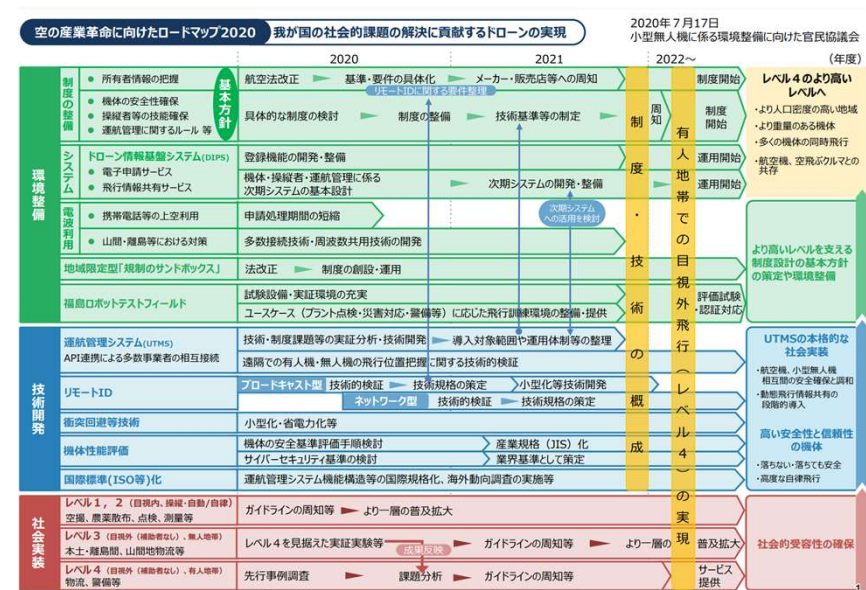 空の産業革命に向けたロードマップ2020 我が国の社会的課題の解決に貢献するドローンの実現
2020年7月17日
小型無人機に係る環境整備に向けた官民協議会
2020
2021
2022～
(年度)
環境整備
制度の整備
● 所有者情報の把握
● 機体の安全性確保
● 操縦者等の技能確保
● 運航管理に関するルール 等
基本方針
航空法改正
基準・要件の具体化
メーカー・販売店等への周知
制度開始
リモートIDに関する要件整理
具体的な制度の検討
制度の整備
技術基準等の制定
周知
制度
開始
システム
ドローン情報基盤システム(DIPS)
● 電子申請サービス
● 飛行情報共有サービス
登録機能の開発・整備
運用開始
機体・操縦者・運航管理に係る
次期システムの基本設計
次期システムの開発・整備
運用開始
次期システム
への活用を検討
電波利用
● 携帯電話等の上空利用
申請処理期間の短縮
● 山間・離島等における対策
多数接続技術・周波数共用技術の開発
地域限定型「規制のサンドボックス」
法改正
制度の創設・運用
福島ロボットテストフィールド
試験設備・実証環境の充実
ユースケース（プラント点検・災害対応・警備等）に応じた飛行訓練環境の整備・提供
評価試験
・認証対応
制度・技術の概成
有人地帯での目視外飛行（レベル4）の実現
レベル4のより高い
レベルへ
・より人口密度の高い地域
・より重量のある機体
・多くの機体の同時飛行
・航空機、空飛ぶクルマとの
共存
より高いレベルを支える
制度設計の基本方針
の策定や環境整備
技術開発
運航管理システム(UTMS)
API連携による多数事業者の相互接続
技術・制度課題等の実証分析・技術開発
導入対象範囲や運用体制等の整理
遠隔での有人機・無人機の飛行位置把握に関する技術的検証
リモートID
ブロードキャスト型
技術的検証
技術規格の策定
小型化等技術開発
ネットワーク型
技術的検証
技術規格の策定
衝突回避等技術
小型化・省電力化等
機体性能評価
機体の安全基準評価手順検討
産業規格（JIS）化
サイバーセキュリティ基準の検討
業界基準として策定
国際標準(ISO等)化
運航管理システム機能構造等の国際規格化、海外動向調査の実施等
UTMSの本格的な
社会実装
・航空機、小型無人機
相互間の安全確保と調和
・動態飛行情報共有の
段階的導入
高い安全性と信頼性
の機体
・落ちない・落ちても安全
・高度な自律飛行
社会実装
レベル1，2（目視内、操縦・自動/自律）
空撮、農薬散布、点検、測量等
ガイドラインの周知等
より一層の普及拡大
レベル3（目視外（補助者なし）、無人地帯）
本土・離島間、山間地物流等
レベル4を見据えた実証実験等
成果反映
ガイドラインの周知等
より一層の
普及拡大
レベル4（目視外（補助者なし）、有人地帯）
物流、警備等
先行事例調査
課題分析
ガイドラインの周知等
サービス
提供
社会的受容性の確保
1